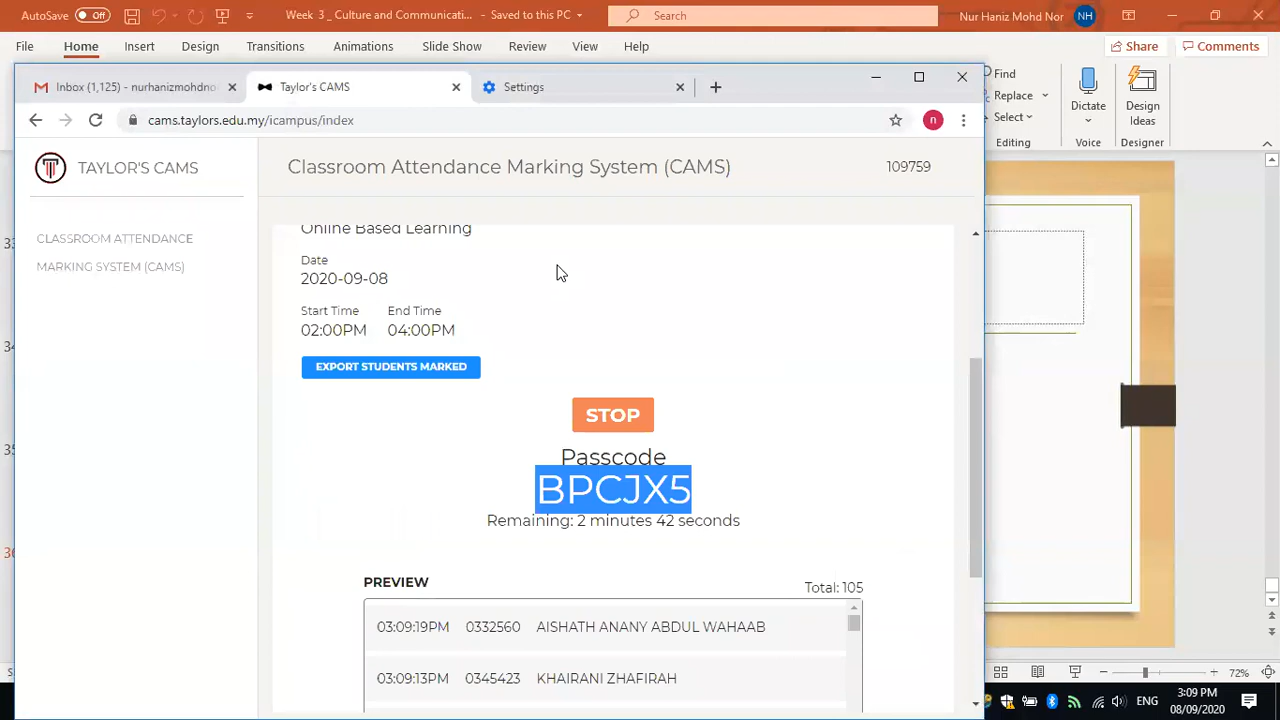 AutoSave Off Week 3 _ Culture and Communicati... - Saved to this PC Search Nur Haniz Mohd Nor NH
File Home Insert Design Transitions Animations Slide Show Review View Help Share Comments
Inbox (1,125) - nurhanizmohdno Taylor's CAMS Settings
Find
Replace
Select
Dictate
Design
Ideas
Editing Voice Designer
cams.taylors.edu.my/icampus/index n
TAYLOR'S CAMS
Classroom Attendance Marking System (CAMS) 109759
CLASSROOM ATTENDANCE
MARKING SYSTEM (CAMS)
Online Based Learning
Date
2020-09-08
Start Time End Time
02:00PM 04:00PM
EXPORT STUDENTS MARKED
STOP
Passcode
BPCJX5
Remaining: 2 minutes 42 seconds
PREVIEW Total: 105
03:09:19PM 0332560 AISHATH ANANY ABDUL WAHAAB
03:09:13PM 0345423 KHAIRANI ZHAFIRAH
72%
ENG
3:09 PM
08/09/2020